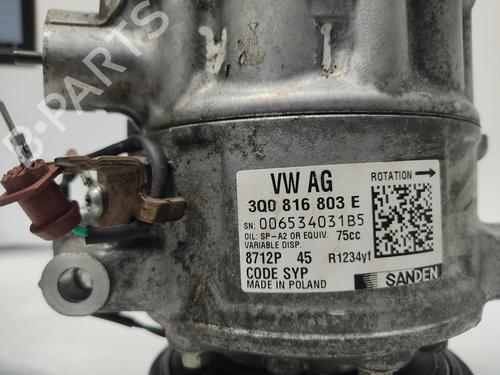 B-PARTS
VW AG
ROTATION
3Q0 816 803 E
SN: 00653403185
OIL: SP-A2 OR EQUIV. 75cc
VARIABLE DISP.
8712P 45 R1234yf
CODE SYP
MADE IN POLAND
SANDEN